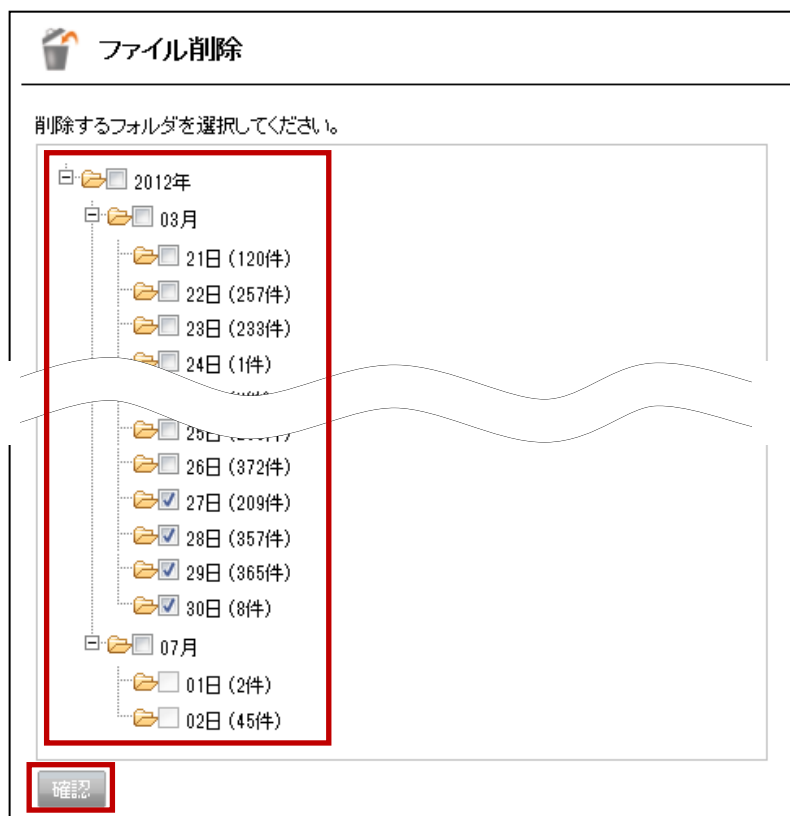 ファイル削除
削除するフォルダを選択してください。
2012年
03月
21日 (120件)
22日 (257件)
23日 (233件)
24日 (1件)
25日
26日 (372件)
27日 (209件)
28日 (357件)
29日 (365件)
30日 (8件)
07月
01日 (2件)
02日 (45件)
確認